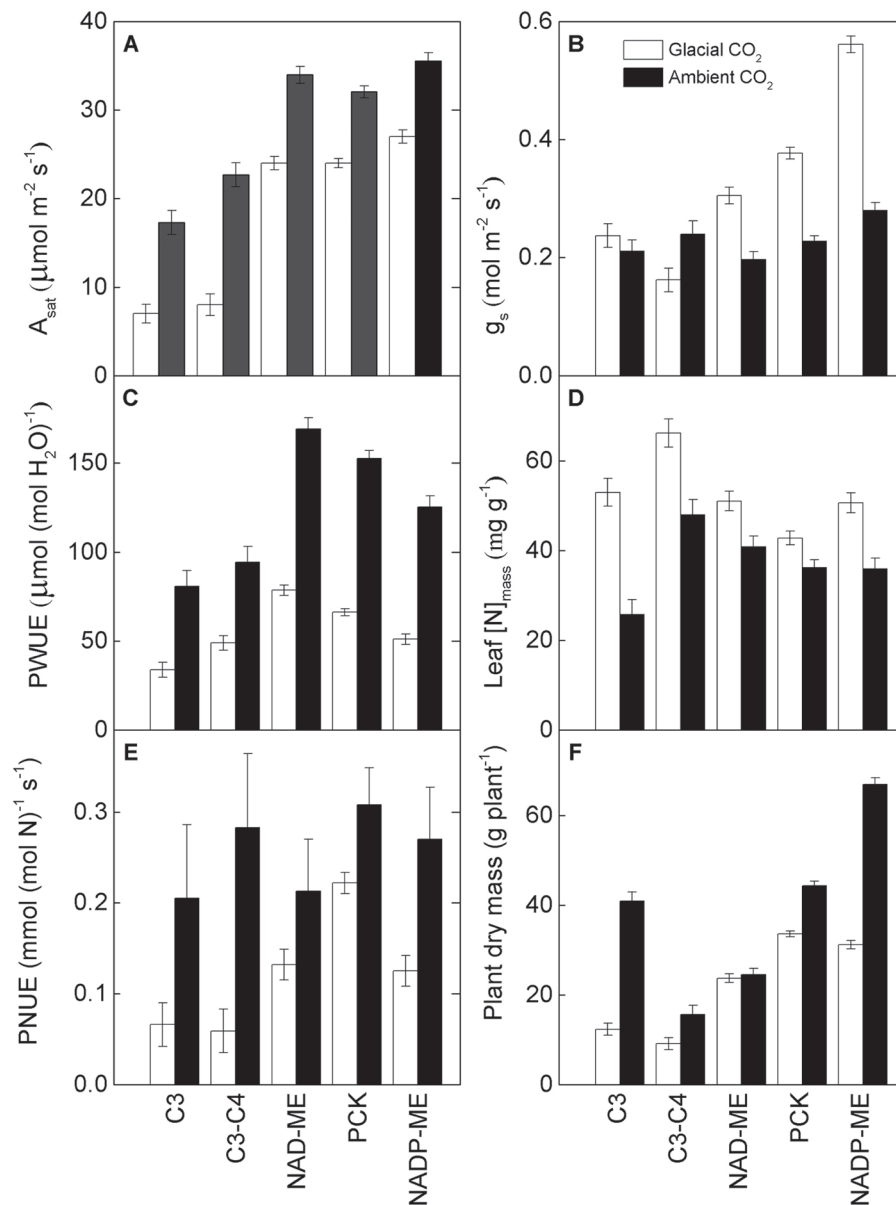 A
40
30
20
10
0
A_sat (μmol m⁻² s⁻¹)
B
0.6
0.4
0.2
0.0
g_s (mol m⁻² s⁻¹)
Glacial CO₂
Ambient CO₂
C
150
100
50
0
PWUE (μmol (mol H₂O)⁻¹)
D
60
40
20
0
Leaf [N]_mass (mg g⁻¹)
E
0.3
0.2
0.1
0.0
PNUE (mmol (mol N)⁻¹ s⁻¹)
C3
C3-C4
NAD-ME
PCK
NADP-ME
F
60
40
20
0
Plant dry mass (g plant⁻¹)
C3
C3-C4
NAD-ME
PCK
NADP-ME